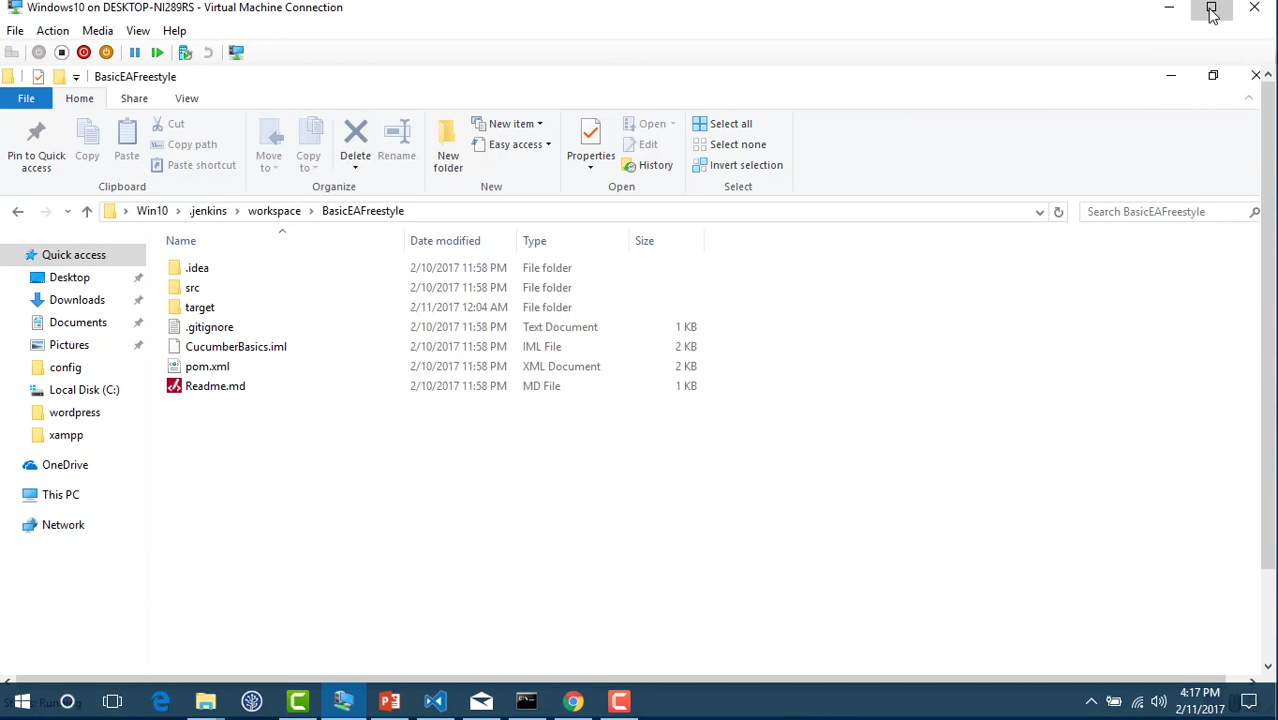 Windows10 on DESKTOP-NI289RS - Virtual Machine Connection
File Action Media View Help
BasicEAFreestyle
File Home Share View
Pin to Quick access
Copy
Paste
Cut
Copy path
Paste shortcut
Clipboard
Move to
Copy to
Delete
Rename
Organize
New folder
New item
Easy access
New
Properties
Open
Edit
History
Open
Select all
Select none
Invert selection
Select
Win10 .jenkins workspace BasicEAFreestyle
Search BasicEAFreestyle
Quick access
Desktop
Downloads
Documents
Pictures
config
Local Disk (C:)
wordpress
xampp
OneDrive
This PC
Network
Name Date modified Type Size
.idea 2/10/2017 11:58 PM File folder
src 2/10/2017 11:58 PM File folder
target 2/11/2017 12:04 AM File folder
.gitignore 2/10/2017 11:58 PM Text Document 1 KB
CucumberBasics.iml 2/10/2017 11:58 PM IML File 2 KB
pom.xml 2/10/2017 11:58 PM XML Document 2 KB
Readme.md 2/10/2017 11:58 PM MD File 1 KB
4:17 PM
2/11/2017